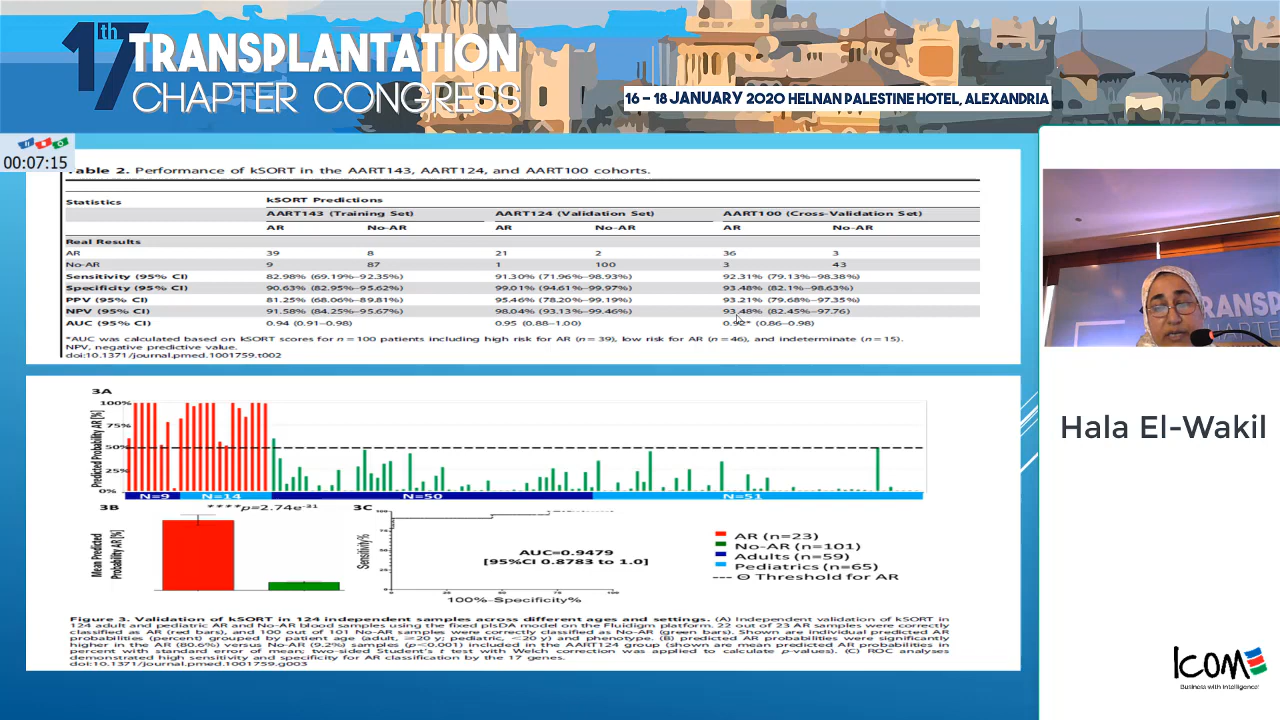 17th TRANSPLANTATION
CHAPTER CONGRESS
16 – 18 JANUARY 2020 HELNAN PALESTINE HOTEL, ALEXANDRIA
00:07:15
Table 2. Performance of kSORT in the AART143, AART124, and AART100 cohorts.
Statistics kSORT Predictions
AART143 (Training Set) AART124 (Validation Set) AART100 (Cross-Validation Set)
AR No-AR AR No-AR AR No-AR
Real Results
AR 39 8 21 2 36 3
No-AR 9 87 1 100 3 43
Sensitivity (95% CI) 82.98% (69.19%–92.35%) 91.30% (71.96%–98.93%) 92.31% (79.13%–98.38%)
Specificity (95% CI) 90.63% (82.95%–95.62%) 99.01% (94.61%–99.97%) 93.48% (82.1%–98.63%)
PPV (95% CI) 81.25% (68.06%–89.81%) 95.46% (78.20%–99.19%) 93.21% (79.68%–97.35%)
NPV (95% CI) 91.58% (84.25%–95.67%) 98.04% (93.13%–99.46%) 93.48% (82.45%–97.76)
AUC (95% CI) 0.94 (0.91–0.98) 0.95 (0.88–1.00) 0.92* (0.86–0.98)
*AUC was calculated based on kSORT scores for n = 100 patients including high risk for AR (n = 39), low risk for AR (n = 46), and indeterminate (n = 15).
NPV, negative predictive value.
doi:10.1371/journal.pmed.1001759.t002
3A
Predicted Probability AR [%]
100%
75%
50%
25%
0%
N=9 N=14 N=50 N=51
3B
****p=2.74e-31
Mean Predicted
Probability AR [%]
3C
Sensitivity%
100
75
50
25
0
AUC=0.9479
[95%CI 0.8783 to 1.0]
0 25 50 75 100
100%-Specificity%
AR (n=23)
No-AR (n=101)
Adults (n=59)
Pediatrics (n=65)
Θ Threshold for AR
Figure 3. Validation of kSORT in 124 independent samples across different ages and settings. (A) Independent validation of kSORT in
124 adult and pediatric AR and No-AR blood samples using the fixed plsDA model on the Fluidigm platform. 22 out of 23 AR samples were correctly
classified as AR (red bars), and 100 out of 101 No-AR samples were correctly classified as No-AR (green bars). Shown are individual predicted AR
probabilities (percent) grouped by patient age (adult, ≥20 y; pediatric, <20 y) and phenotype. (B) predicted AR probabilities were significantly
higher in the AR (80.6%) versus No-AR (9.2%) samples (p<0.001) included in the AART124 group (shown are mean predicted AR probabilities in
percent with standard error of mean; two-sided Student's t test with Welch correction was applied to calculate p-values). (C) ROC analyses
demonstrated high sensitivity and specificity for AR classification by the 17 genes.
doi:10.1371/journal.pmed.1001759.g003
TRANSP
CHAPTER
Hala El-Wakil
ICOM
Business with Intelligence!